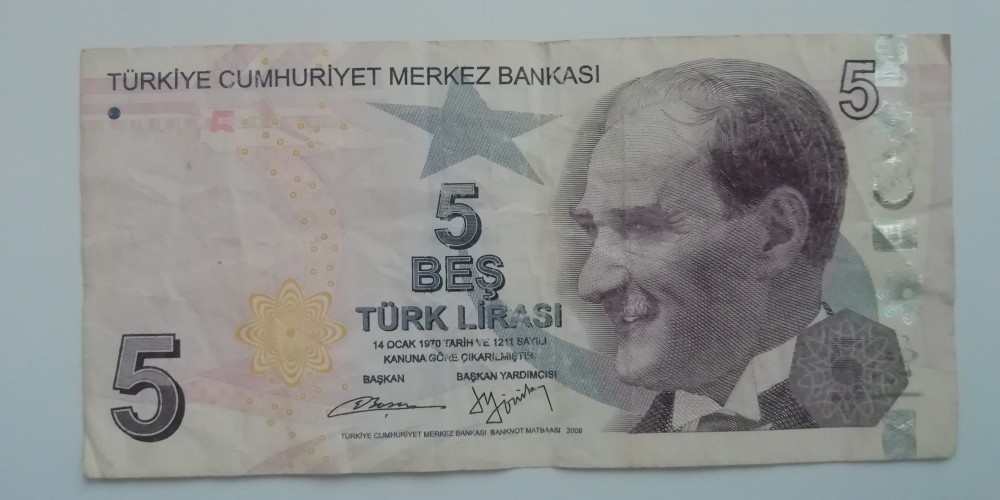 TÜRKİYE CUMHURİYET MERKEZ BANKASI
5
5
5
BEŞ
TÜRK LİRASI
14 OCAK 1970 TARİH VE 1211 SAYILI
KANUNA GÖRE ÇIKARILMIŞTIR.
BAŞKAN BAŞKAN YARDIMCISI
5
TÜRKİYE CUMHURİYET MERKEZ BANKASI BANKNOT MATBAASI 2009